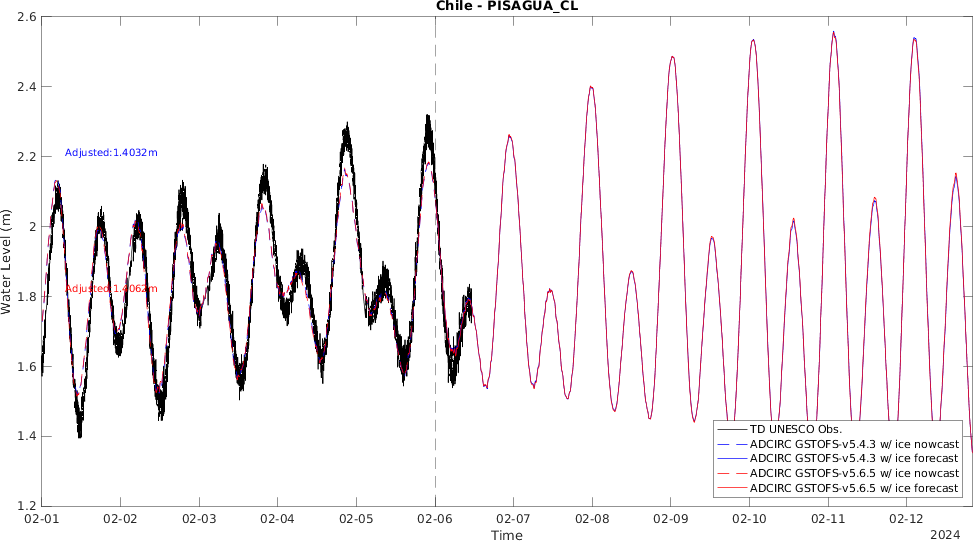 Chile - PISAGUA_CL
2.6
2.4
2.2
2
1.8
1.6
1.4
1.2
Water Level (m)
Adjusted:1.4032m
Adjusted:1.4062m
TD UNESCO Obs.
ADCIRC GSTOFS-v5.4.3 w/ ice nowcast
ADCIRC GSTOFS-v5.4.3 w/ ice forecast
ADCIRC GSTOFS-v5.6.5 w/ ice nowcast
ADCIRC GSTOFS-v5.6.5 w/ ice forecast
02-01 02-02 02-03 02-04 02-05 02-06 02-07 02-08 02-09 02-10 02-11 02-12
Time
2024